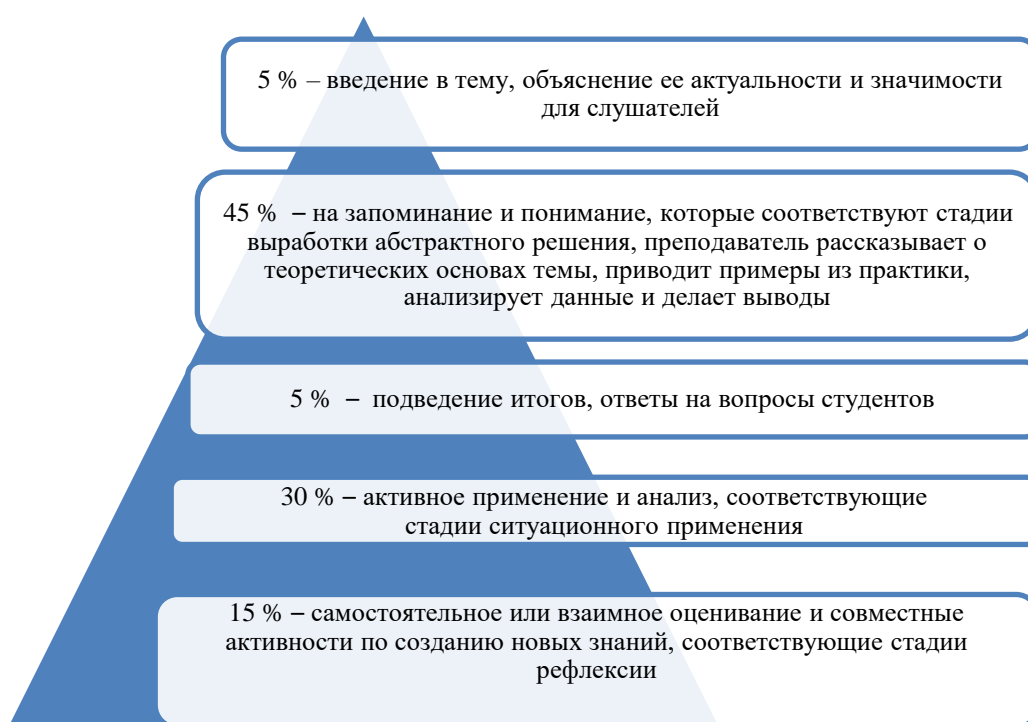 5 % – введение в тему, объяснение ее актуальности и значимости
для слушателей
45 % – на запоминание и понимание, которые соответствуют стадии
выработки абстрактного решения, преподаватель рассказывает о
теоретических основах темы, приводит примеры из практики,
анализирует данные и делает выводы
5 % – подведение итогов, ответы на вопросы студентов
30 % – активное применение и анализ, соответствующие
стадии ситуационного применения
15 % – самостоятельное или взаимное оценивание и совместные
активности по созданию новых знаний, соответствующие стадии
рефлексии